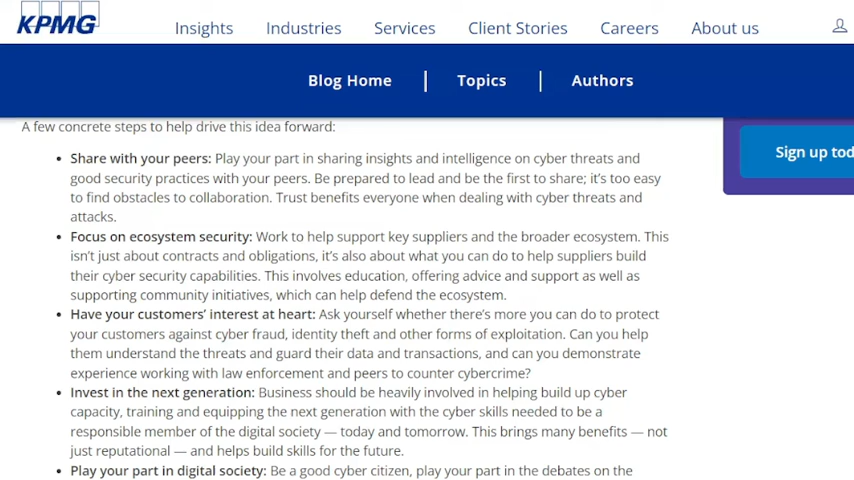 KPMG
Insights Industries Services Client Stories Careers About us
Blog Home | Topics | Authors
A few concrete steps to help drive this idea forward:
Sign up tod
• Share with your peers: Play your part in sharing insights and intelligence on cyber threats and
good security practices with your peers. Be prepared to lead and be the first to share; it's too easy
to find obstacles to collaboration. Trust benefits everyone when dealing with cyber threats and
attacks.
• Focus on ecosystem security: Work to help support key suppliers and the broader ecosystem. This
isn't just about contracts and obligations, it's also about what you can do to help suppliers build
their cyber security capabilities. This involves education, offering advice and support as well as
supporting community initiatives, which can help defend the ecosystem.
• Have your customers' interest at heart: Ask yourself whether there's more you can do to protect
your customers against cyber fraud, identity theft and other forms of exploitation. Can you help
them understand the threats and guard their data and transactions, and can you demonstrate
experience working with law enforcement and peers to counter cybercrime?
• Invest in the next generation: Business should be heavily involved in helping build up cyber
capacity, training and equipping the next generation with the cyber skills needed to be a
responsible member of the digital society — today and tomorrow. This brings many benefits — not
just reputational — and helps build skills for the future.
• Play your part in digital society: Be a good cyber citizen, play your part in the debates on the